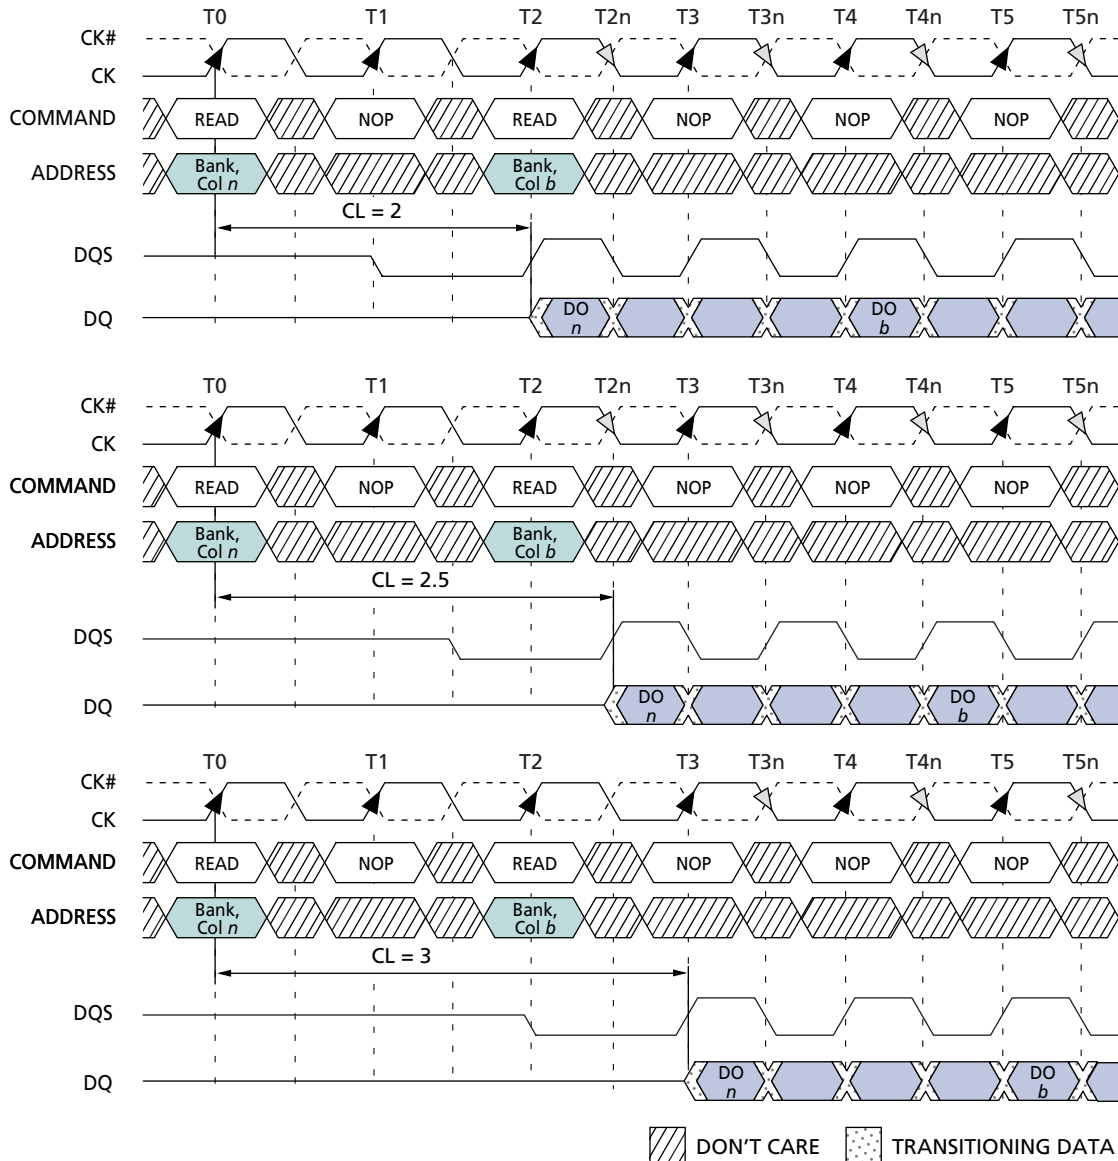 T0 T1 T2 T2n T3 T3n T4 T4n T5 T5n
CK#
CK
COMMAND READ NOP READ NOP NOP NOP
ADDRESS Bank, Col n Bank, Col b
CL = 2
DQS
DQ DO n DO b
T0 T1 T2 T2n T3 T3n T4 T4n T5 T5n
CK#
CK
COMMAND READ NOP READ NOP NOP NOP
ADDRESS Bank, Col n Bank, Col b
CL = 2.5
DQS
DQ DO n DO b
T0 T1 T2 T3 T3n T4 T4n T5 T5n
CK#
CK
COMMAND READ NOP READ NOP NOP NOP
ADDRESS Bank, Col n Bank, Col b
CL = 3
DQS
DQ DO n DO b
DON'T CARE TRANSITIONING DATA